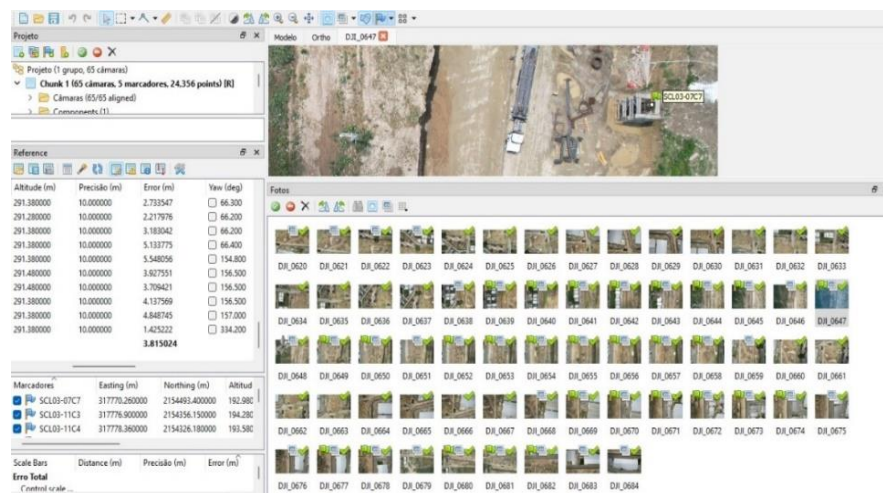 Projeto
Modelo Ortho DJI_0647
Projeto (1 grupo, 65 cámaras)
Chunk 1 (65 cámaras, 5 marcadores, 24,356 points) [R]
Cámaras (65/65 aligned)
Components (1)
SCL03-07C7
Reference
Altitude (m) Precisão (m) Error (m) Yaw (deg)
291.380000 10.000000 2.733547 66.300
291.280000 10.000000 2.217976 66.200
291.380000 10.000000 3.183042 66.200
291.380000 10.000000 5.133775 66.400
291.380000 10.000000 5.548056 154.800
291.480000 10.000000 3.927551 156.500
291.480000 10.000000 3.709421 156.500
291.380000 10.000000 4.137569 156.500
291.380000 10.000000 4.848745 157.000
291.380000 10.000000 1.425222 334.200
3.815024
Marcadores Easting (m) Northing (m) Altitud
SCL03-07C7 317770.260000 2154493.400000 192.980
SCL03-11C3 317776.900000 2154356.150000 194.280
SCL03-11C4 317778.360000 2154326.180000 193.580
Scale Bars Distance (m) Precisão (m) Error (m)
Erro Total
Control scale ...
Fotos
DJI_0620 DJI_0621 DJI_0622 DJI_0623 DJI_0624 DJI_0625 DJI_0626 DJI_0627 DJI_0628 DJI_0629 DJI_0630 DJI_0631 DJI_0632 DJI_0633
DJI_0634 DJI_0635 DJI_0636 DJI_0637 DJI_0638 DJI_0639 DJI_0640 DJI_0641 DJI_0642 DJI_0643 DJI_0644 DJI_0645 DJI_0646 DJI_0647
DJI_0648 DJI_0649 DJI_0650 DJI_0651 DJI_0652 DJI_0653 DJI_0654 DJI_0655 DJI_0656 DJI_0657 DJI_0658 DJI_0659 DJI_0660 DJI_0661
DJI_0662 DJI_0663 DJI_0664 DJI_0665 DJI_0666 DJI_0667 DJI_0668 DJI_0669 DJI_0670 DJI_0671 DJI_0672 DJI_0673 DJI_0674 DJI_0675
DJI_0676 DJI_0677 DJI_0678 DJI_0679 DJI_0680 DJI_0681 DJI_0682 DJI_0683 DJI_0684